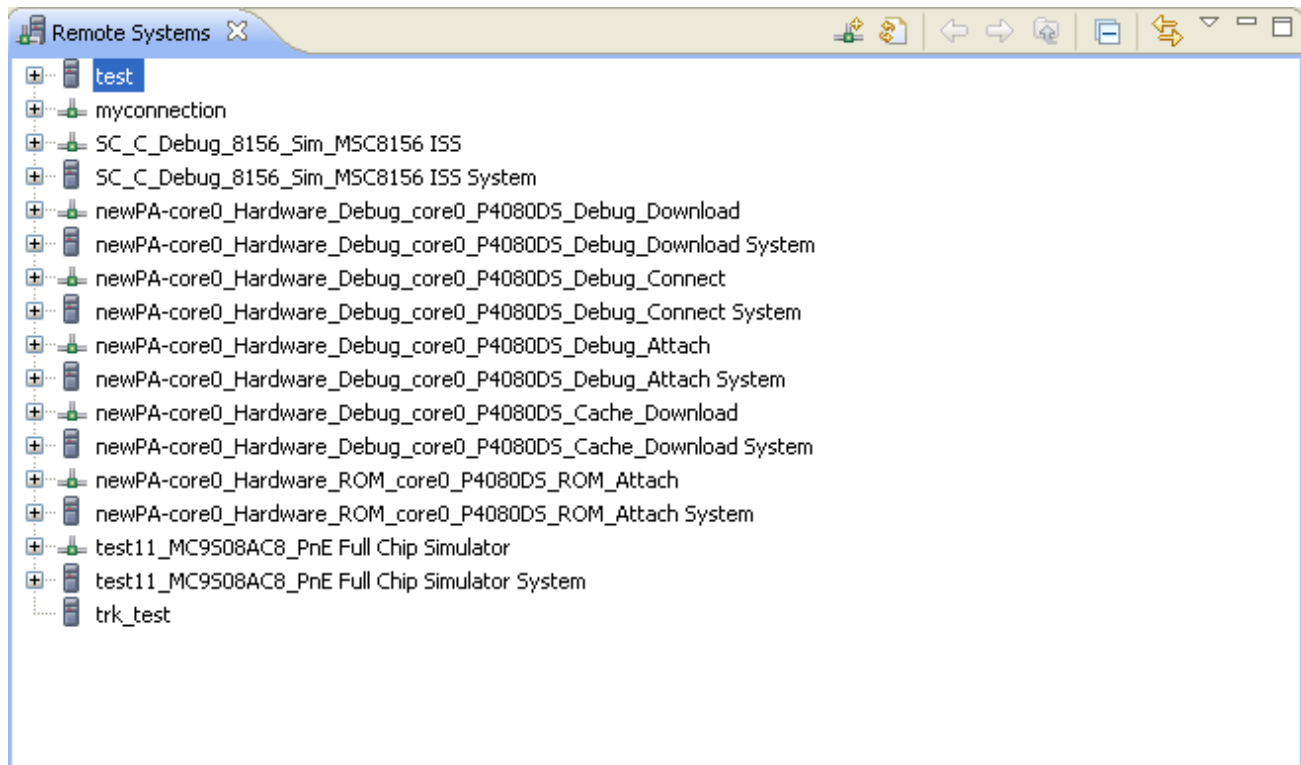 Remote Systems
test
myconnection
SC_C_Debug_8156_Sim_MSC8156 ISS
SC_C_Debug_8156_Sim_MSC8156 ISS System
newPA-core0_Hardware_Debug_core0_P4080DS_Debug_Download
newPA-core0_Hardware_Debug_core0_P4080DS_Debug_Download System
newPA-core0_Hardware_Debug_core0_P4080DS_Debug_Connect
newPA-core0_Hardware_Debug_core0_P4080DS_Debug_Connect System
newPA-core0_Hardware_Debug_core0_P4080DS_Debug_Attach
newPA-core0_Hardware_Debug_core0_P4080DS_Debug_Attach System
newPA-core0_Hardware_Debug_core0_P4080DS_Cache_Download
newPA-core0_Hardware_Debug_core0_P4080DS_Cache_Download System
newPA-core0_Hardware_ROM_core0_P4080DS_ROM_Attach
newPA-core0_Hardware_ROM_core0_P4080DS_ROM_Attach System
test11_MC9S08AC8_PnE Full Chip Simulator
test11_MC9S08AC8_PnE Full Chip Simulator System
trk_test